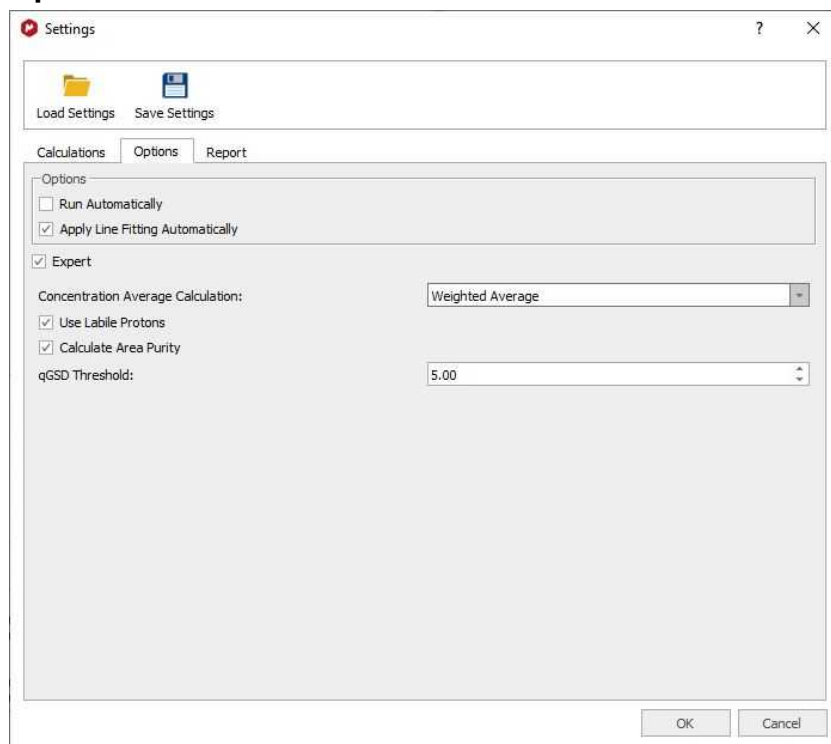 Settings
?
Load Settings Save Settings
Calculations Options Report
Options
Run Automatically
Apply Line Fitting Automatically
Expert
Concentration Average Calculation: Weighted Average
Use Labile Protons
Calculate Area Purity
qGSD Threshold: 5.00
OK Cancel